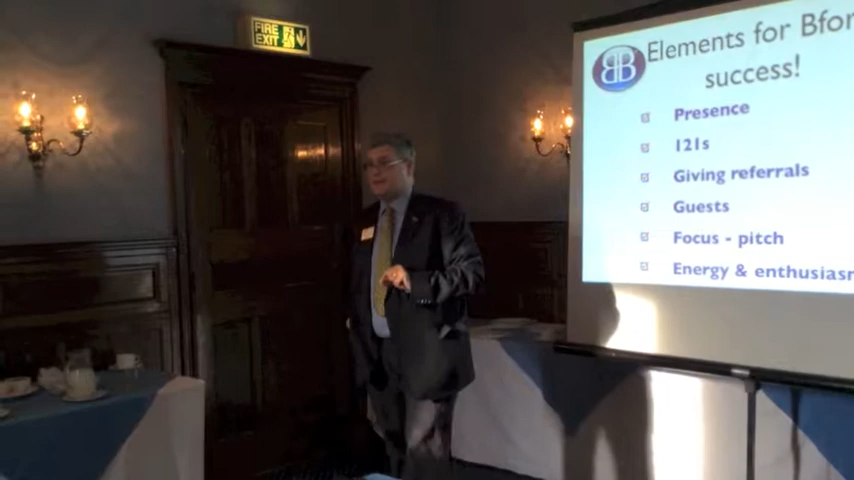 FIRE
EXIT
BB
Elements for Bfor
success!
Presence
121s
Giving referrals
Guests
Focus - pitch
Energy & enthusiasm